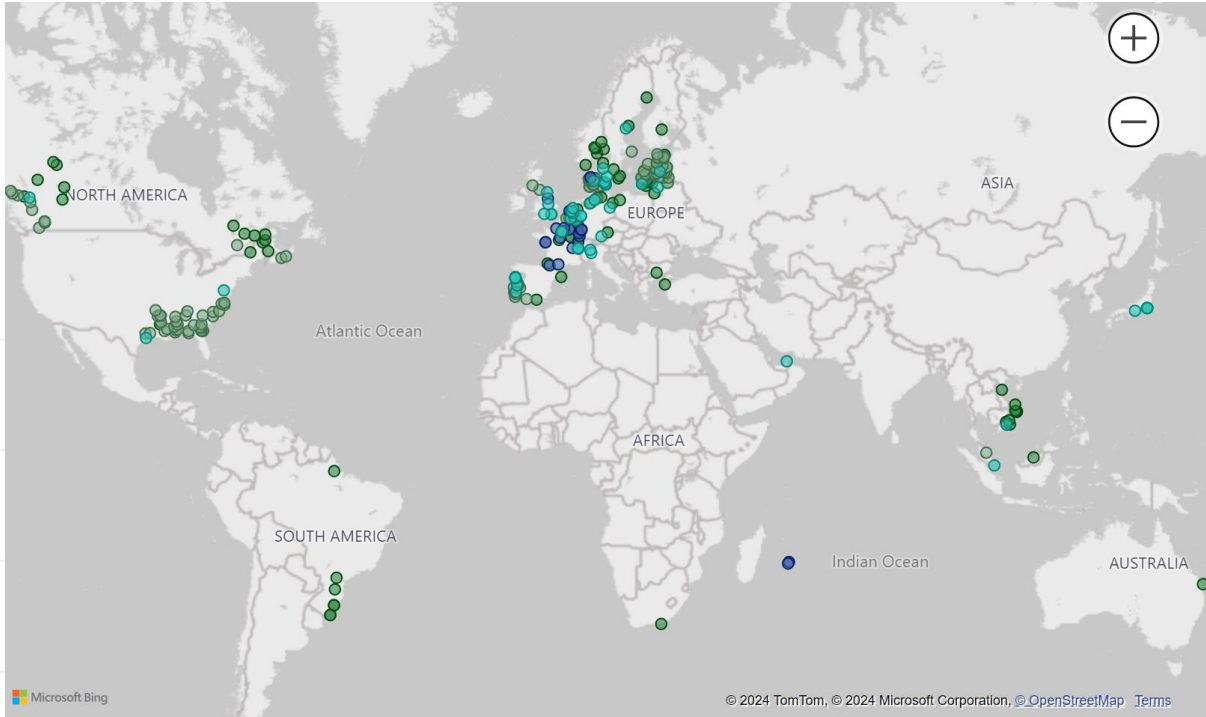 NORTH AMERICA
ASIA
EUROPE
Atlantic Ocean
AFRICA
SOUTH AMERICA
Indian Ocean
AUSTRALIA
Microsoft Bing
© 2024 TomTom, © 2024 Microsoft Corporation, © OpenStreetMap Terms